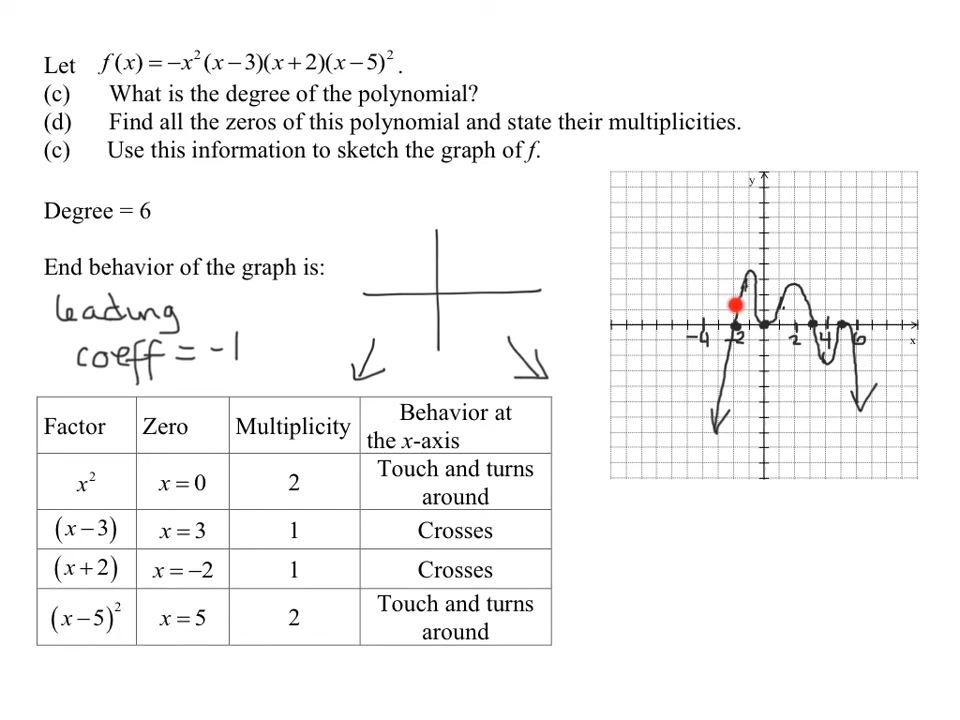 Let f(x) = −x²(x − 3)(x + 2)(x − 5)².
(c) What is the degree of the polynomial?
(d) Find all the zeros of this polynomial and state their multiplicities.
(c) Use this information to sketch the graph of f.
Degree = 6
End behavior of the graph is:
leading
coeff = -1
y
x
-4 -2 2 4 6
Factor Zero Multiplicity Behavior at
the x-axis
x² x = 0 2 Touch and turns
around
(x − 3) x = 3 1 Crosses
(x + 2) x = −2 1 Crosses
(x − 5)² x = 5 2 Touch and turns
around